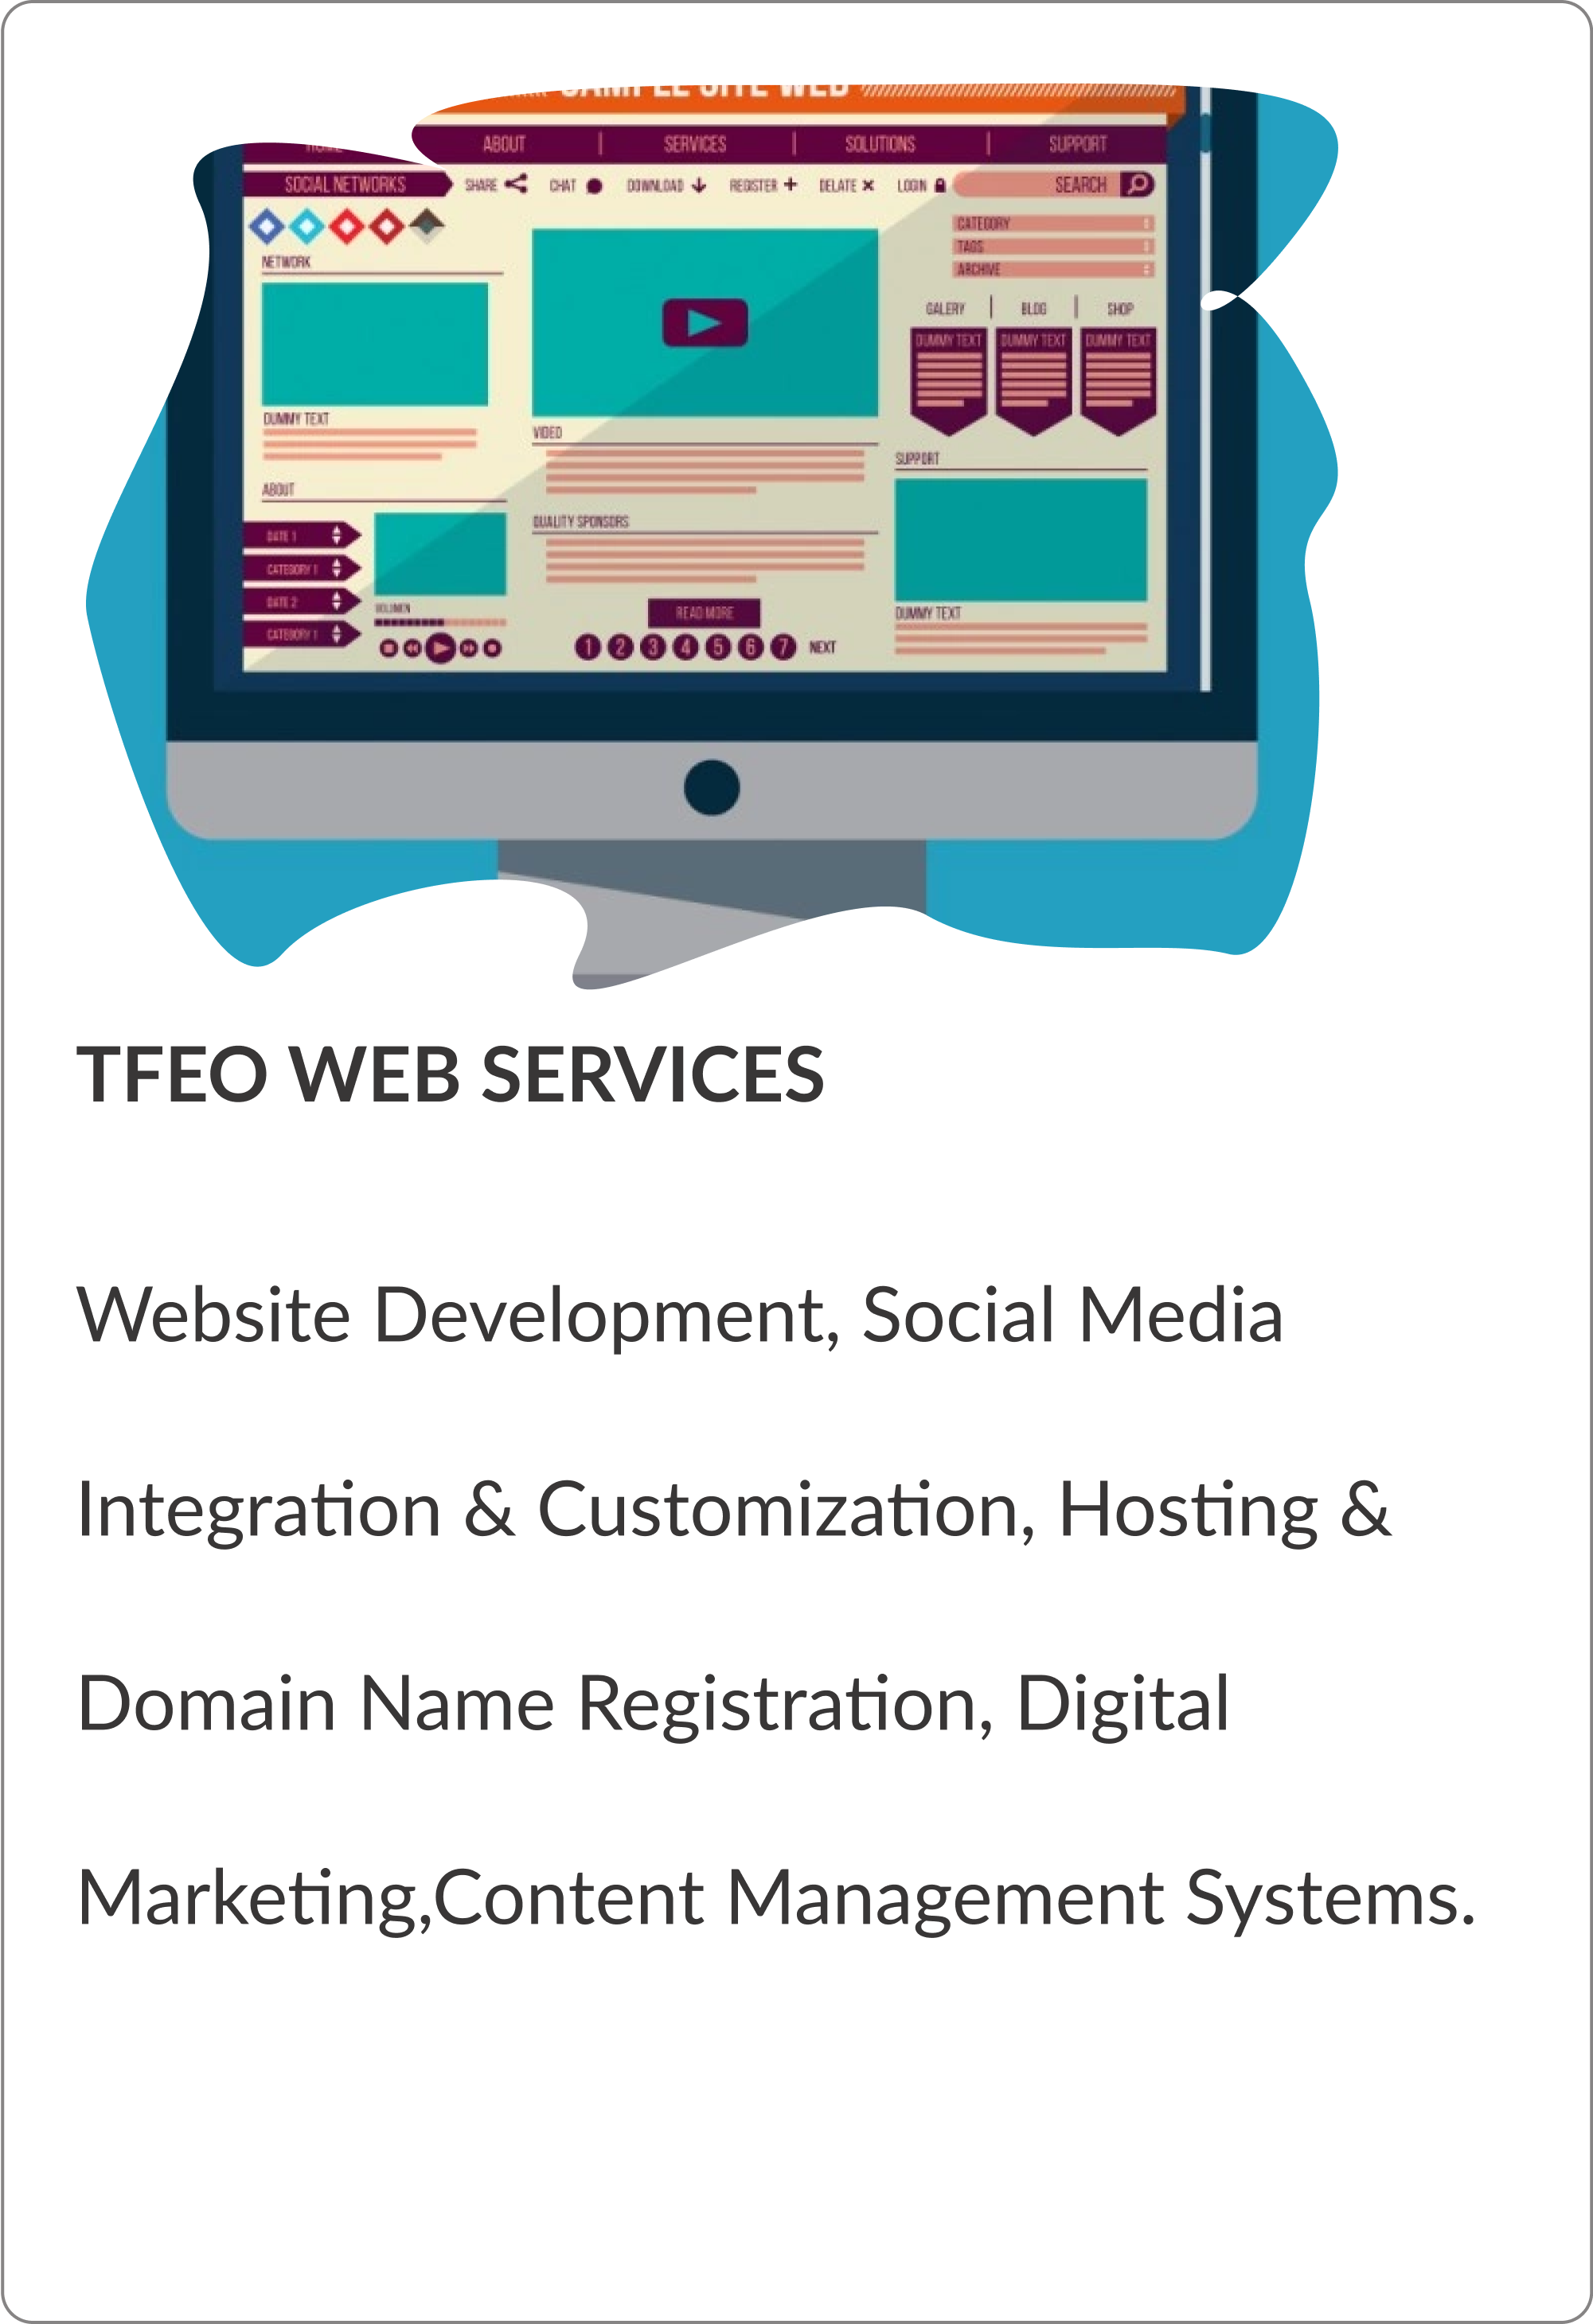 SAMPLE SITE WEB
HOME ABOUT SERVICES SOLUTIONS SUPPORT
SOCIAL NETWORKS SHARE CHAT DOWNLOAD REGISTER DELATE LOGIN SEARCH
CATEGORY
TAGS
ARCHIVE
NETWORK
GALERY BLOG SHOP
DUMMY TEXT DUMMY TEXT DUMMY TEXT
DUMMY TEXT
VIDEO
SUPPORT
ABOUT
QUALITY SPONSORS
DATE 1
CATEGORY 1
DATE 2
CATEGORY 1
VOLUMEN
READ MORE
DUMMY TEXT
1 2 3 4 5 6 7 NEXT
TFEO WEB SERVICES
Website Development, Social Media
Integration & Customization, Hosting &
Domain Name Registration, Digital
Marketing,Content Management Systems.